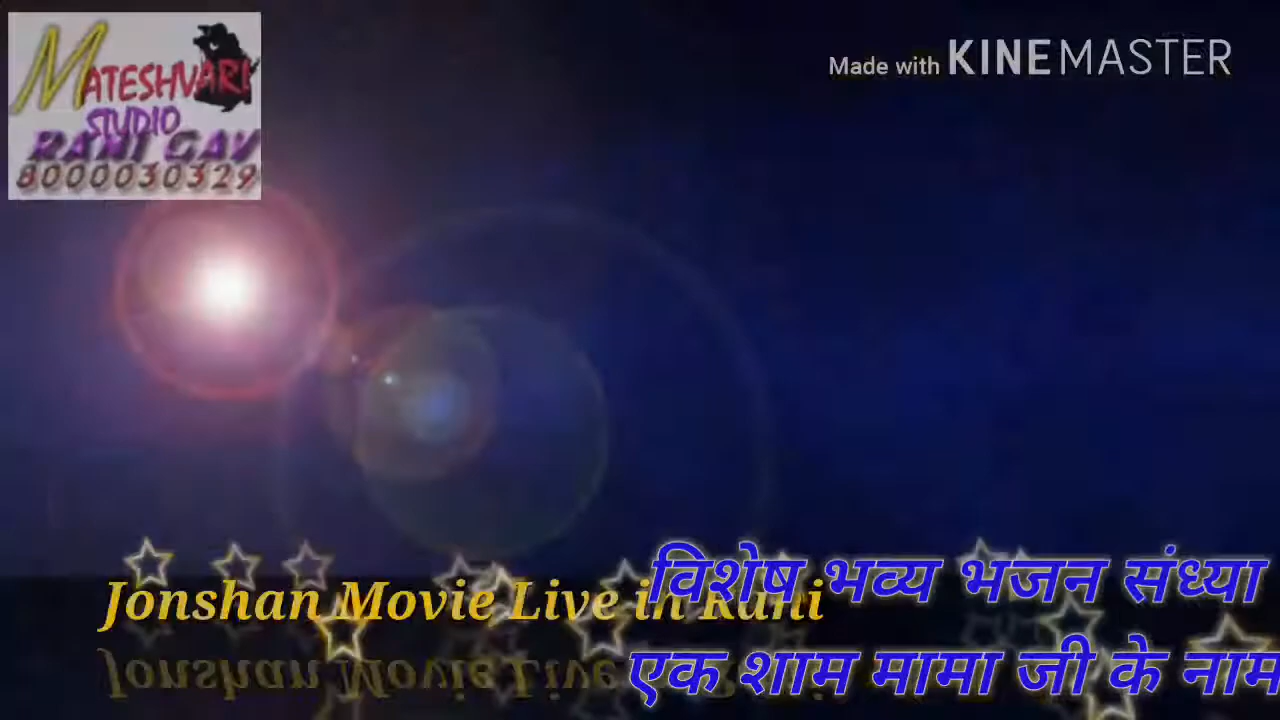 MATESHVARI
STUDIO
RANI GAV
8000030329
Made with KINEMASTER
Jonshan Movie Live in Rani
विशेष भव्य भजन संध्या
एक शाम मामा जी के नाम